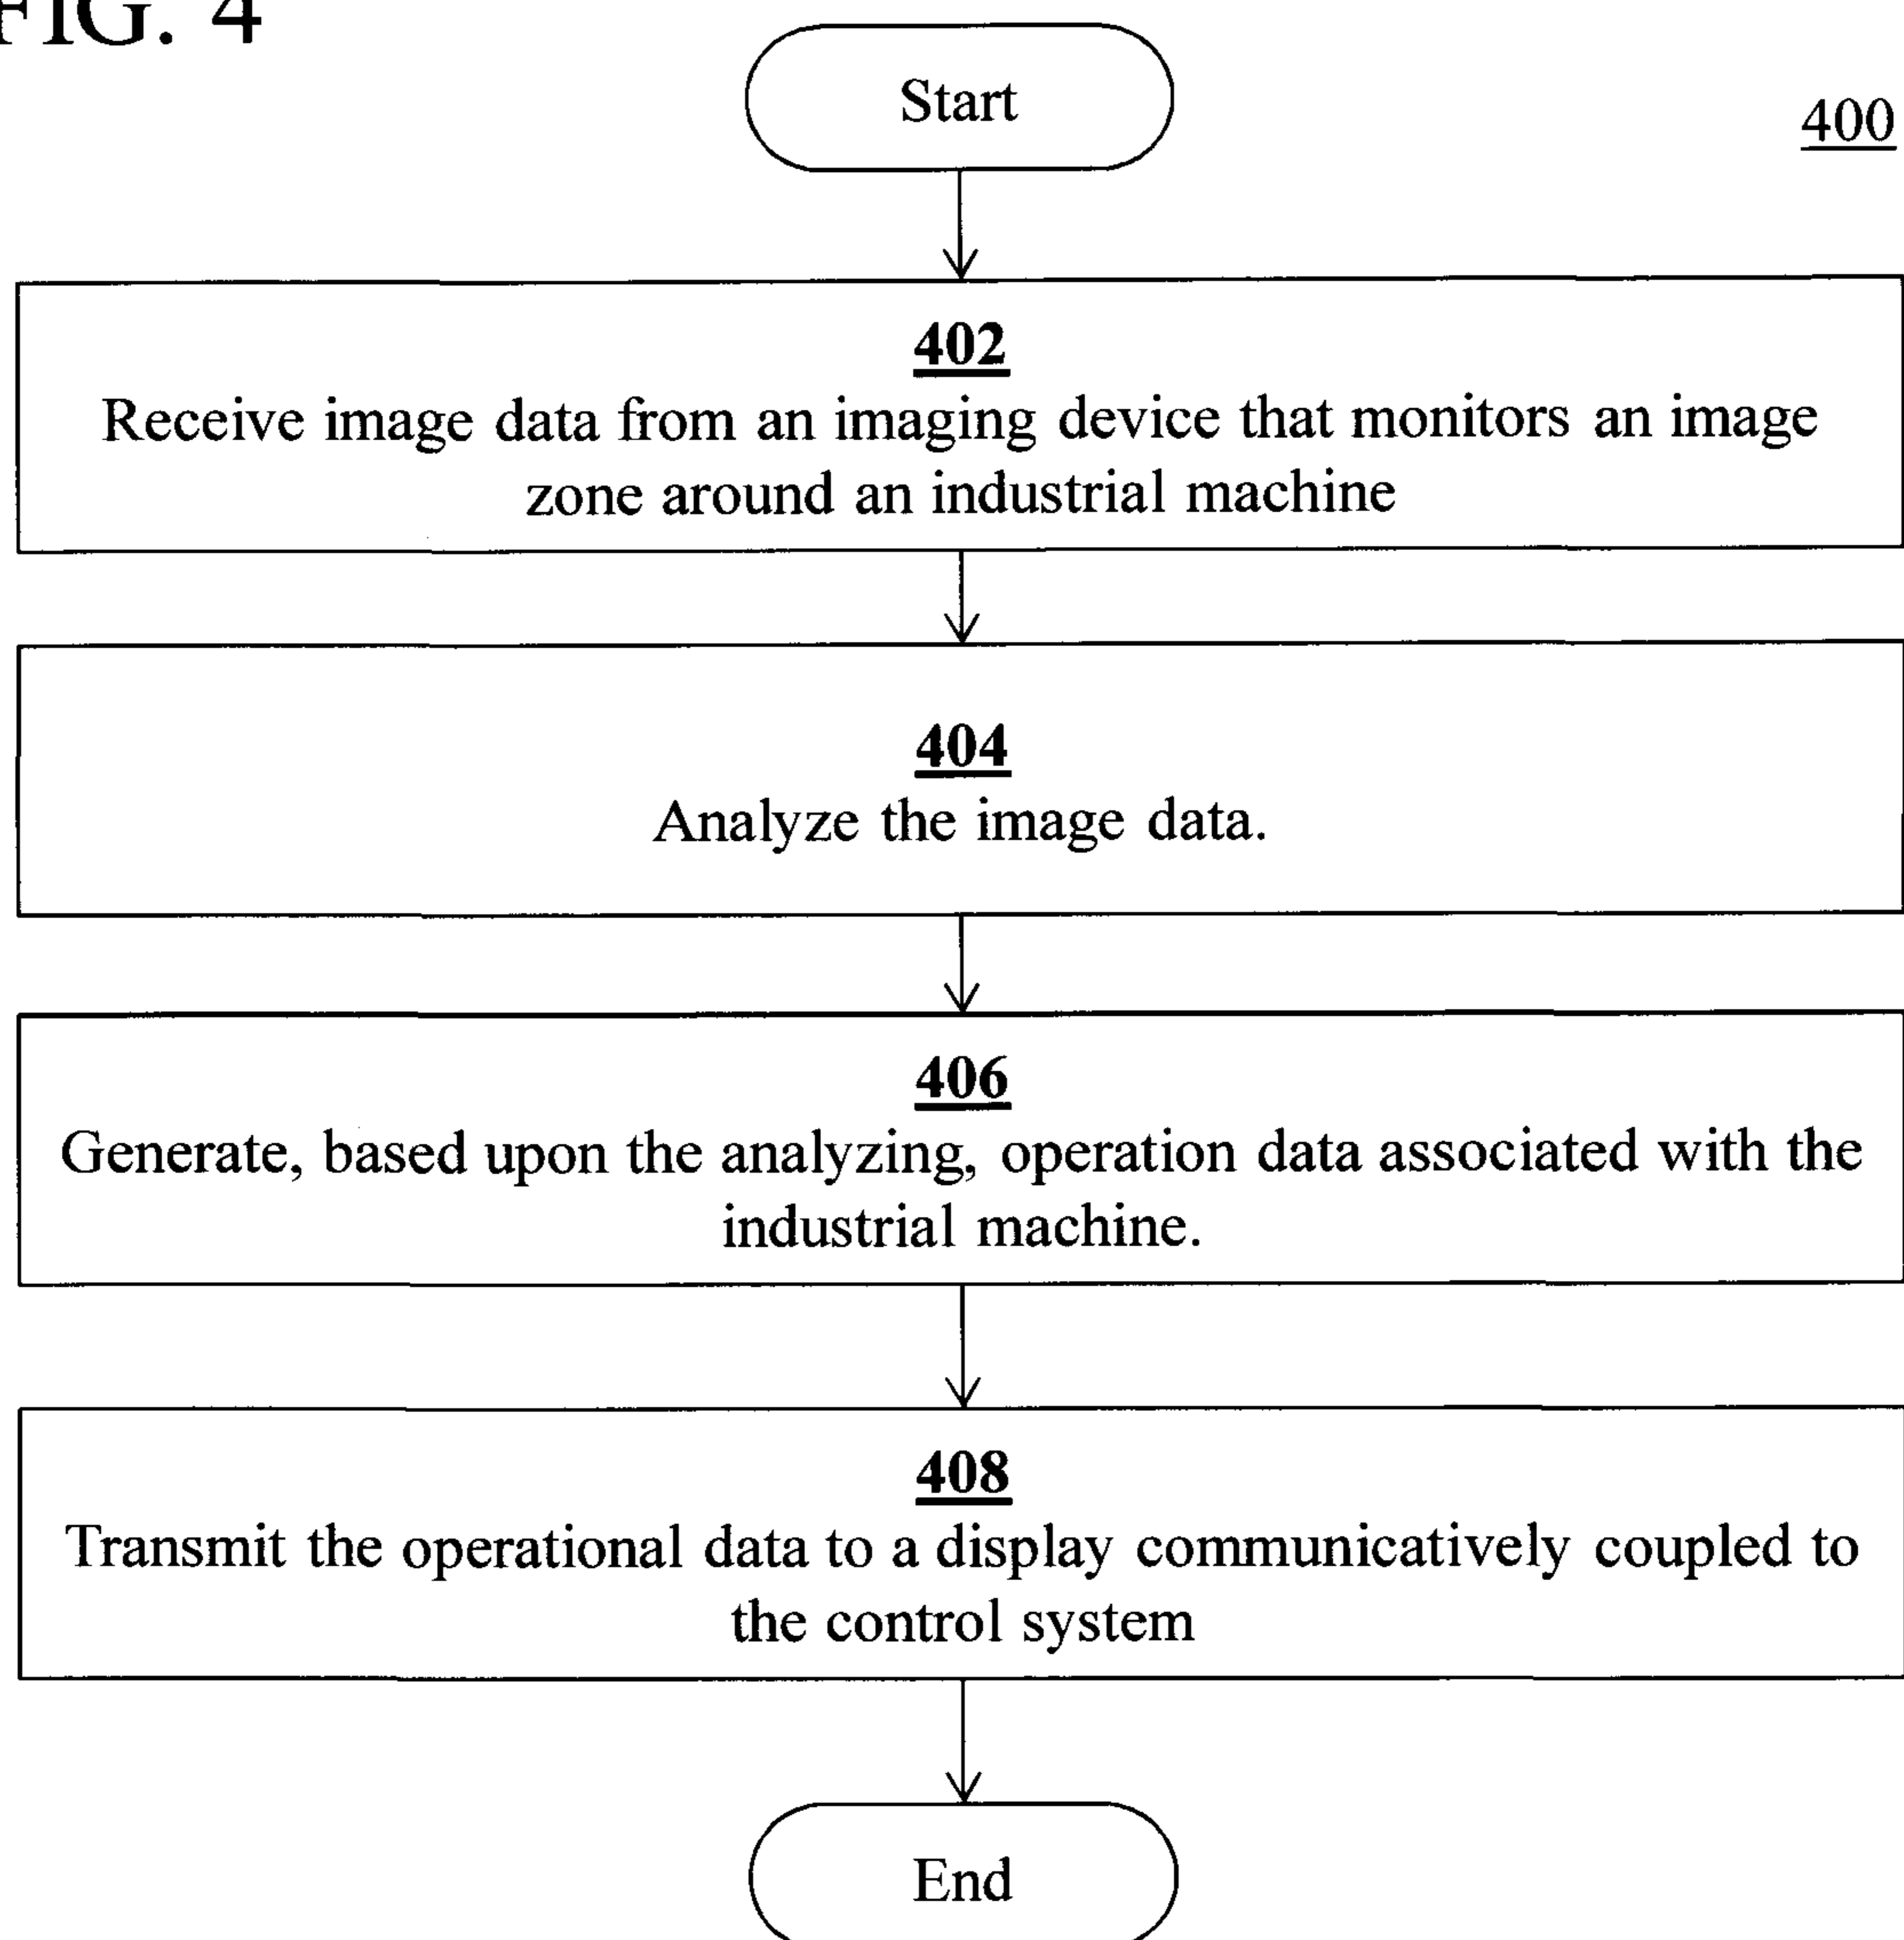 FIG. 4
Start
400
402
Receive image data from an imaging device that monitors an image
zone around an industrial machine
404
Analyze the image data.
406
Generate, based upon the analyzing, operation data associated with the
industrial machine.
408
Transmit the operational data to a display communicatively coupled to
the control system
End